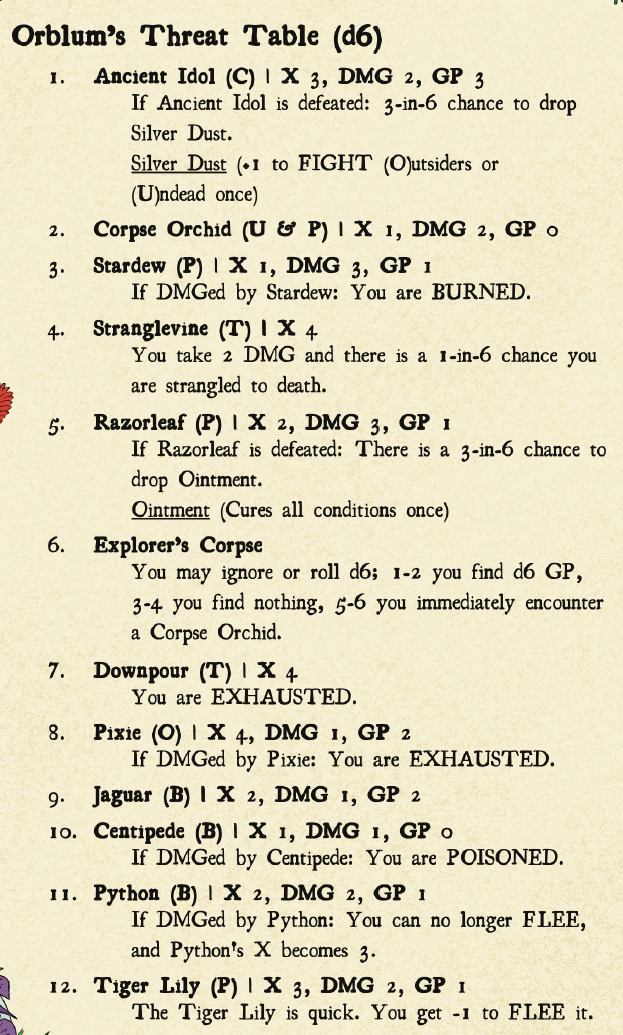 Orblum's Threat Table (d6)
1. Ancient Idol (C) | X 3, DMG 2, GP 3
If Ancient Idol is defeated: 3-in-6 chance to drop
Silver Dust.
Silver Dust (+1 to FIGHT (O)utsiders or
(U)ndead once)
2. Corpse Orchid (U & P) | X 1, DMG 2, GP 0
3. Stardew (P) | X 1, DMG 3, GP 1
If DMGed by Stardew: You are BURNED.
4. Stranglevine (T) | X 4
You take 2 DMG and there is a 1-in-6 chance you
are strangled to death.
5. Razorleaf (P) | X 2, DMG 3, GP 1
If Razorleaf is defeated: There is a 3-in-6 chance to
drop Ointment.
Ointment (Cures all conditions once)
6. Explorer's Corpse
You may ignore or roll d6; 1-2 you find d6 GP,
3-4 you find nothing, 5-6 you immediately encounter
a Corpse Orchid.
7. Downpour (T) | X 4
You are EXHAUSTED.
8. Pixie (O) | X 4, DMG 1, GP 2
If DMGed by Pixie: You are EXHAUSTED.
9. Jaguar (B) | X 2, DMG 1, GP 2
10. Centipede (B) | X 1, DMG 1, GP 0
If DMGed by Centipede: You are POISONED.
11. Python (B) | X 2, DMG 2, GP 1
If DMGed by Python: You can no longer FLEE,
and Python's X becomes 3.
12. Tiger Lily (P) | X 3, DMG 2, GP 1
The Tiger Lily is quick. You get -1 to FLEE it.